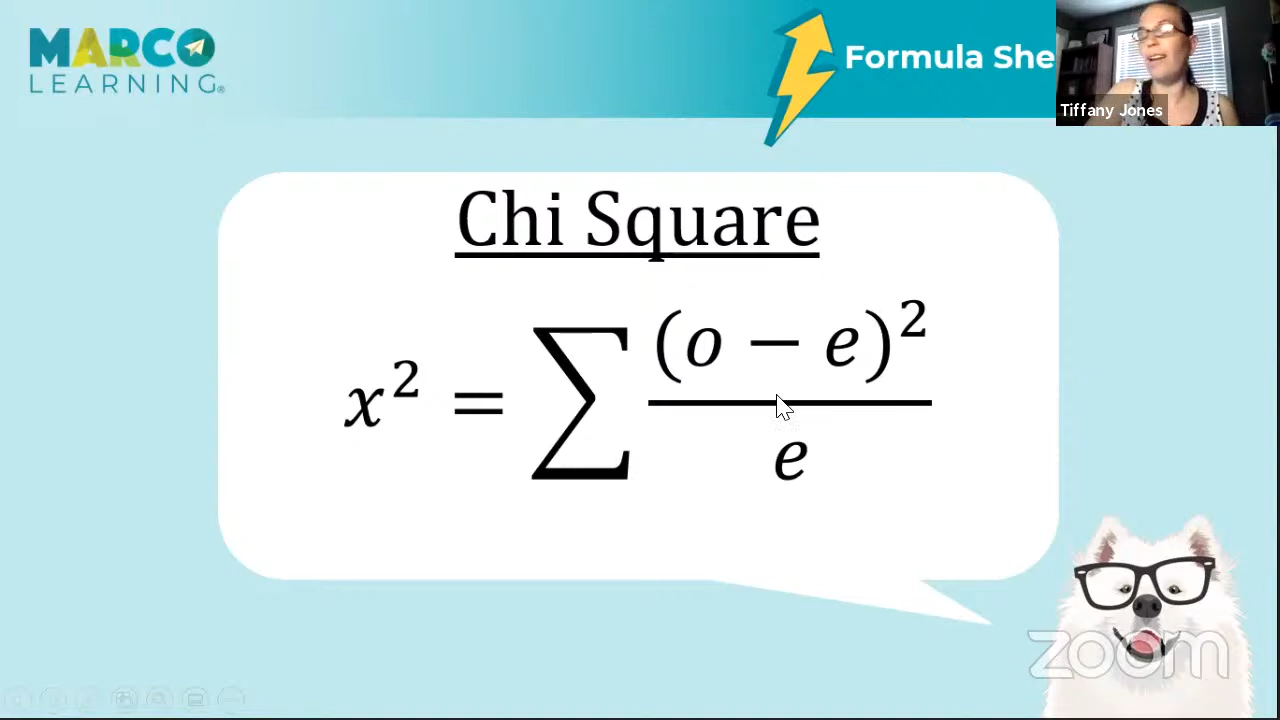 MARCO
LEARNING®
Formula She
Tiffany Jones
Chi Square
x² = ∑ (o − e)² / e
zoom